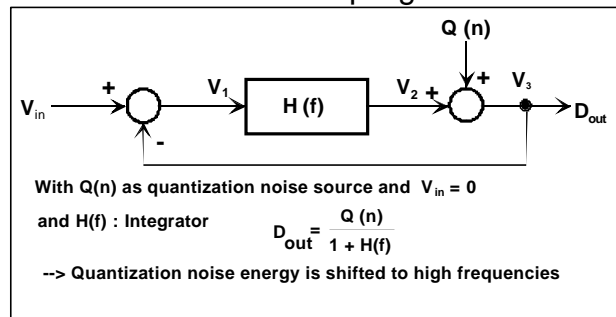 Q (n)
+ V1 V2 + + V3
Vin H (f) Dout
-
With Q(n) as quantization noise source and Vin = 0
and H(f) : Integrator Dout = Q (n) / 1 + H(f)
--> Quantization noise energy is shifted to high frequencies